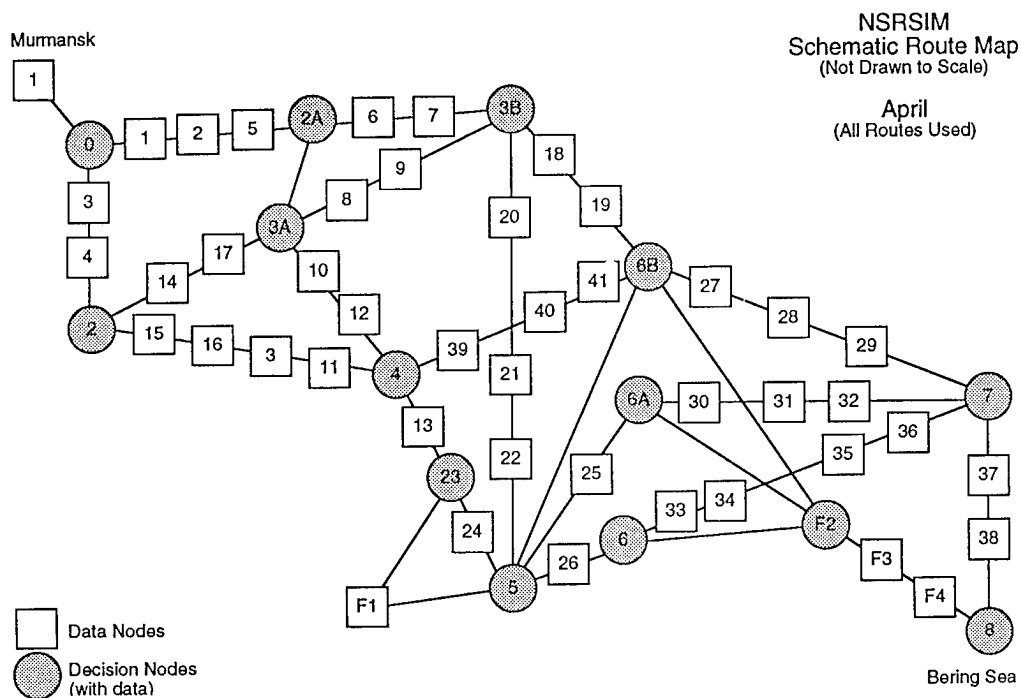 NSRSIM
Schematic Route Map
(Not Drawn to Scale)
April
(All Routes Used)
Murmansk
1
0
1
2
5
2A
6
7
3B
18
19
3
4
3A
8
9
20
14
17
10
12
2
15
16
3
11
4
39
40
41
6B
27
28
29
21
13
22
23
24
F1
5
25
26
6A
30
31
32
7
6
33
34
35
36
37
38
F2
F3
F4
8
Bering Sea
Data Nodes
Decision Nodes
(with data)